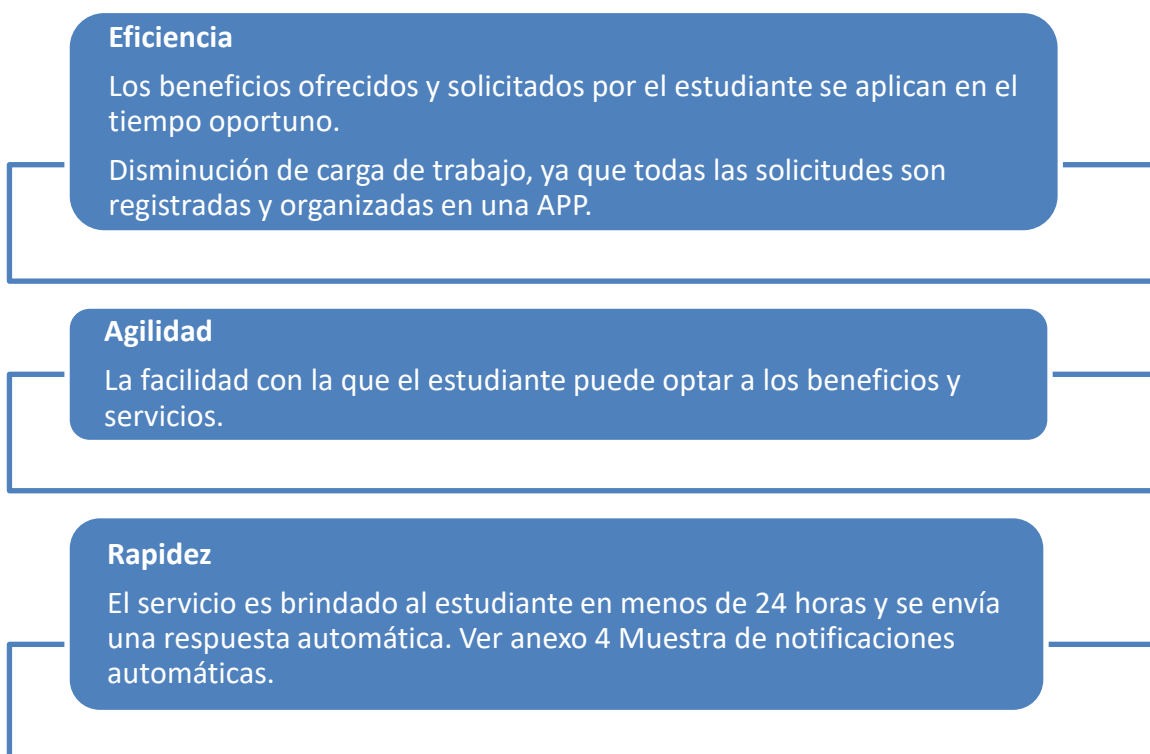 Eficiencia
Los beneficios ofrecidos y solicitados por el estudiante se aplican en el
tiempo oportuno.
Disminución de carga de trabajo, ya que todas las solicitudes son
registradas y organizadas en una APP.
Agilidad
La facilidad con la que el estudiante puede optar a los beneficios y
servicios.
Rapidez
El servicio es brindado al estudiante en menos de 24 horas y se envía
una respuesta automática. Ver anexo 4 Muestra de notificaciones
automáticas.